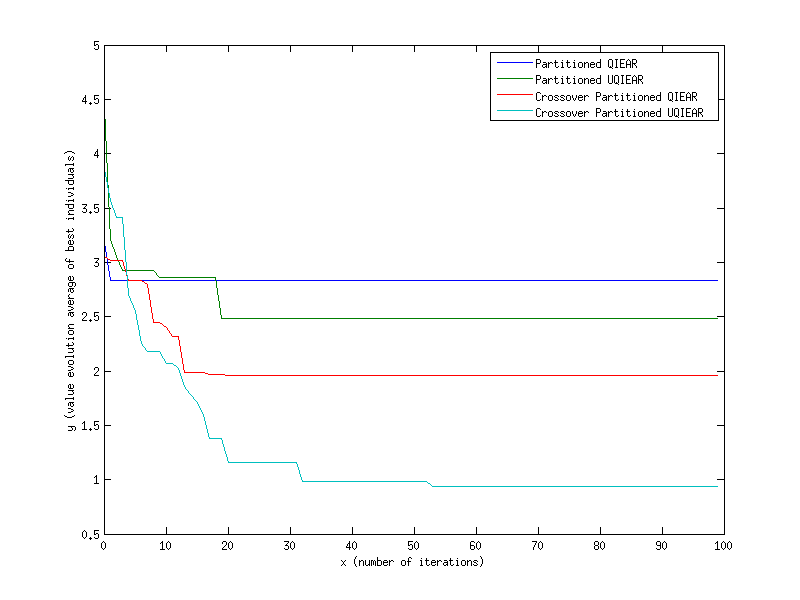 5
4.5
4
3.5
3
2.5
2
1.5
1
0.5
y (value evolution average of best individuals)
Partitioned QIEAR
Partitioned UQIEAR
Crossover Partitioned QIEAR
Crossover Partitioned UQIEAR
0 10 20 30 40 50 60 70 80 90 100
x (number of iterations)